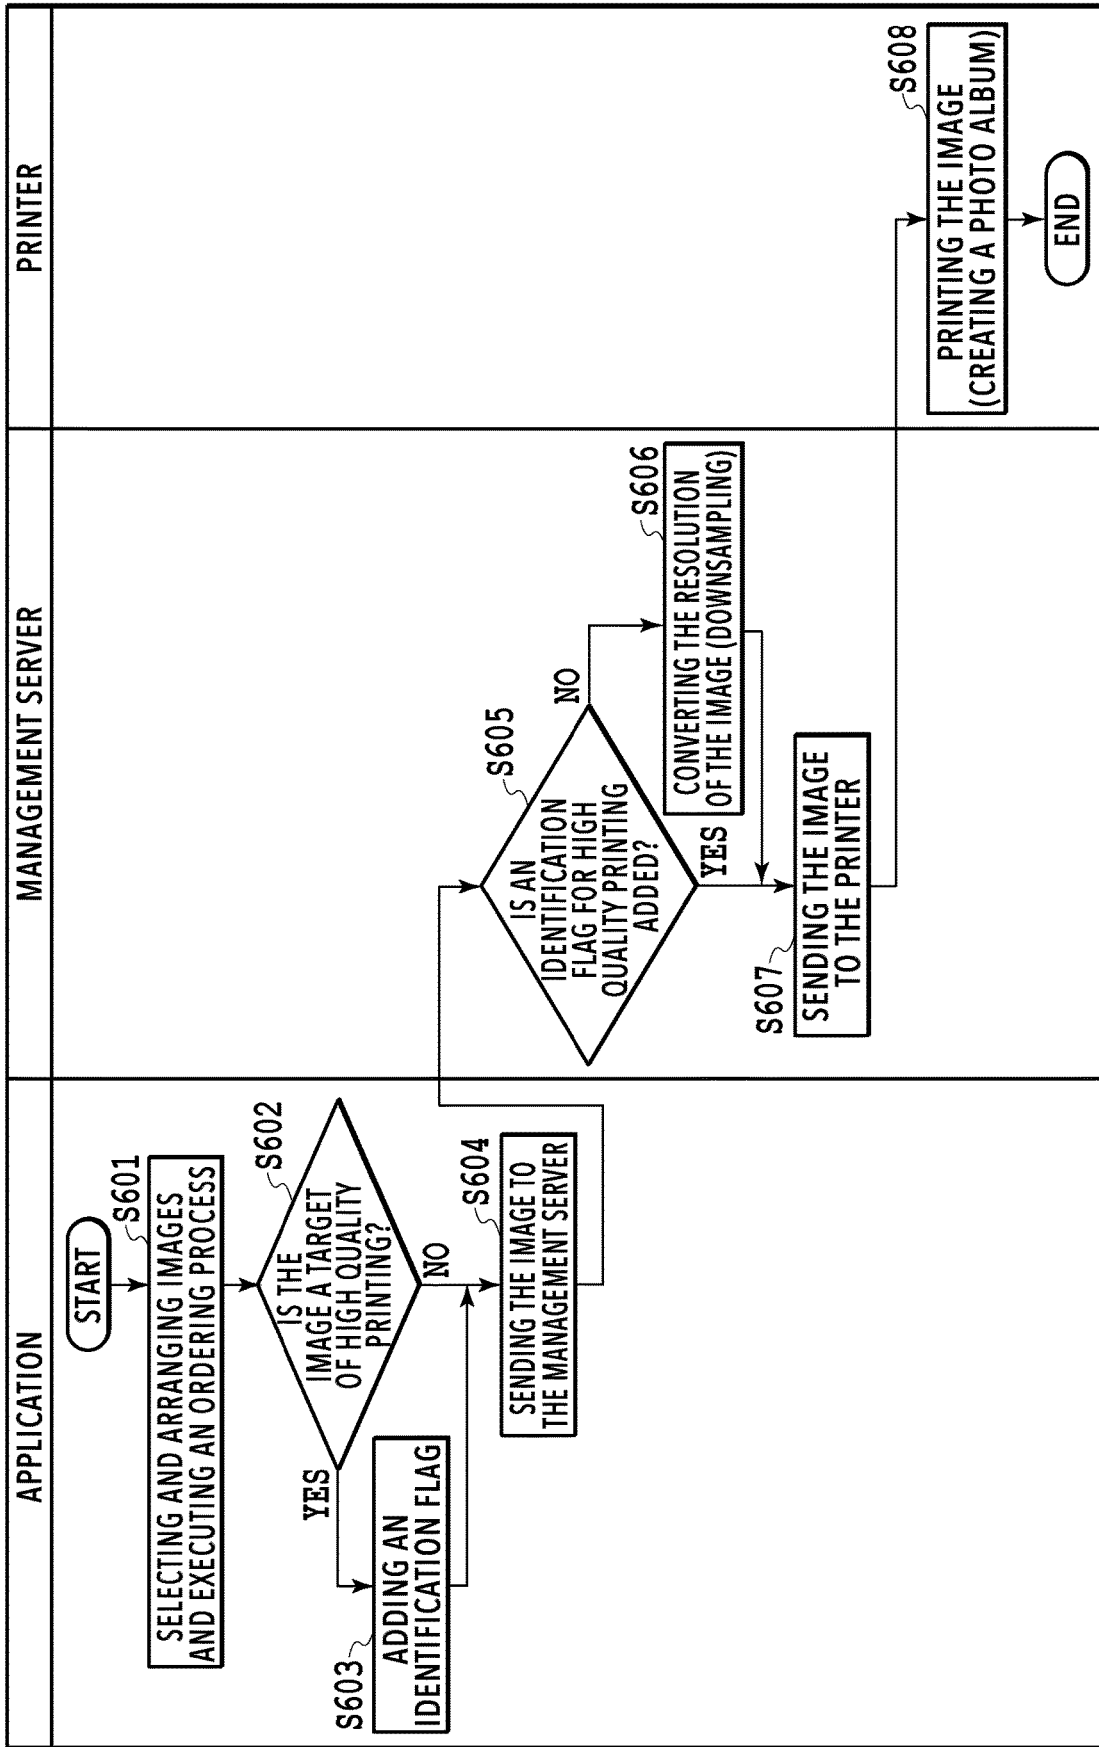 APPLICATION
MANAGEMENT SERVER
PRINTER
START
S601
SELECTING AND ARRANGING IMAGES
AND EXECUTING AN ORDERING PROCESS
S602
IS THE
IMAGE A TARGET
OF HIGH QUALITY
PRINTING?
YES
NO
S603
ADDING AN
IDENTIFICATION FLAG
S604
SENDING THE IMAGE TO
THE MANAGEMENT SERVER
S605
IS AN
IDENTIFICATION
FLAG FOR HIGH
QUALITY PRINTING
ADDED?
NO
YES
S606
CONVERTING THE RESOLUTION
OF THE IMAGE (DOWNSAMPLING)
S607
SENDING THE IMAGE
TO THE PRINTER
S608
PRINTING THE IMAGE
(CREATING A PHOTO ALBUM)
END